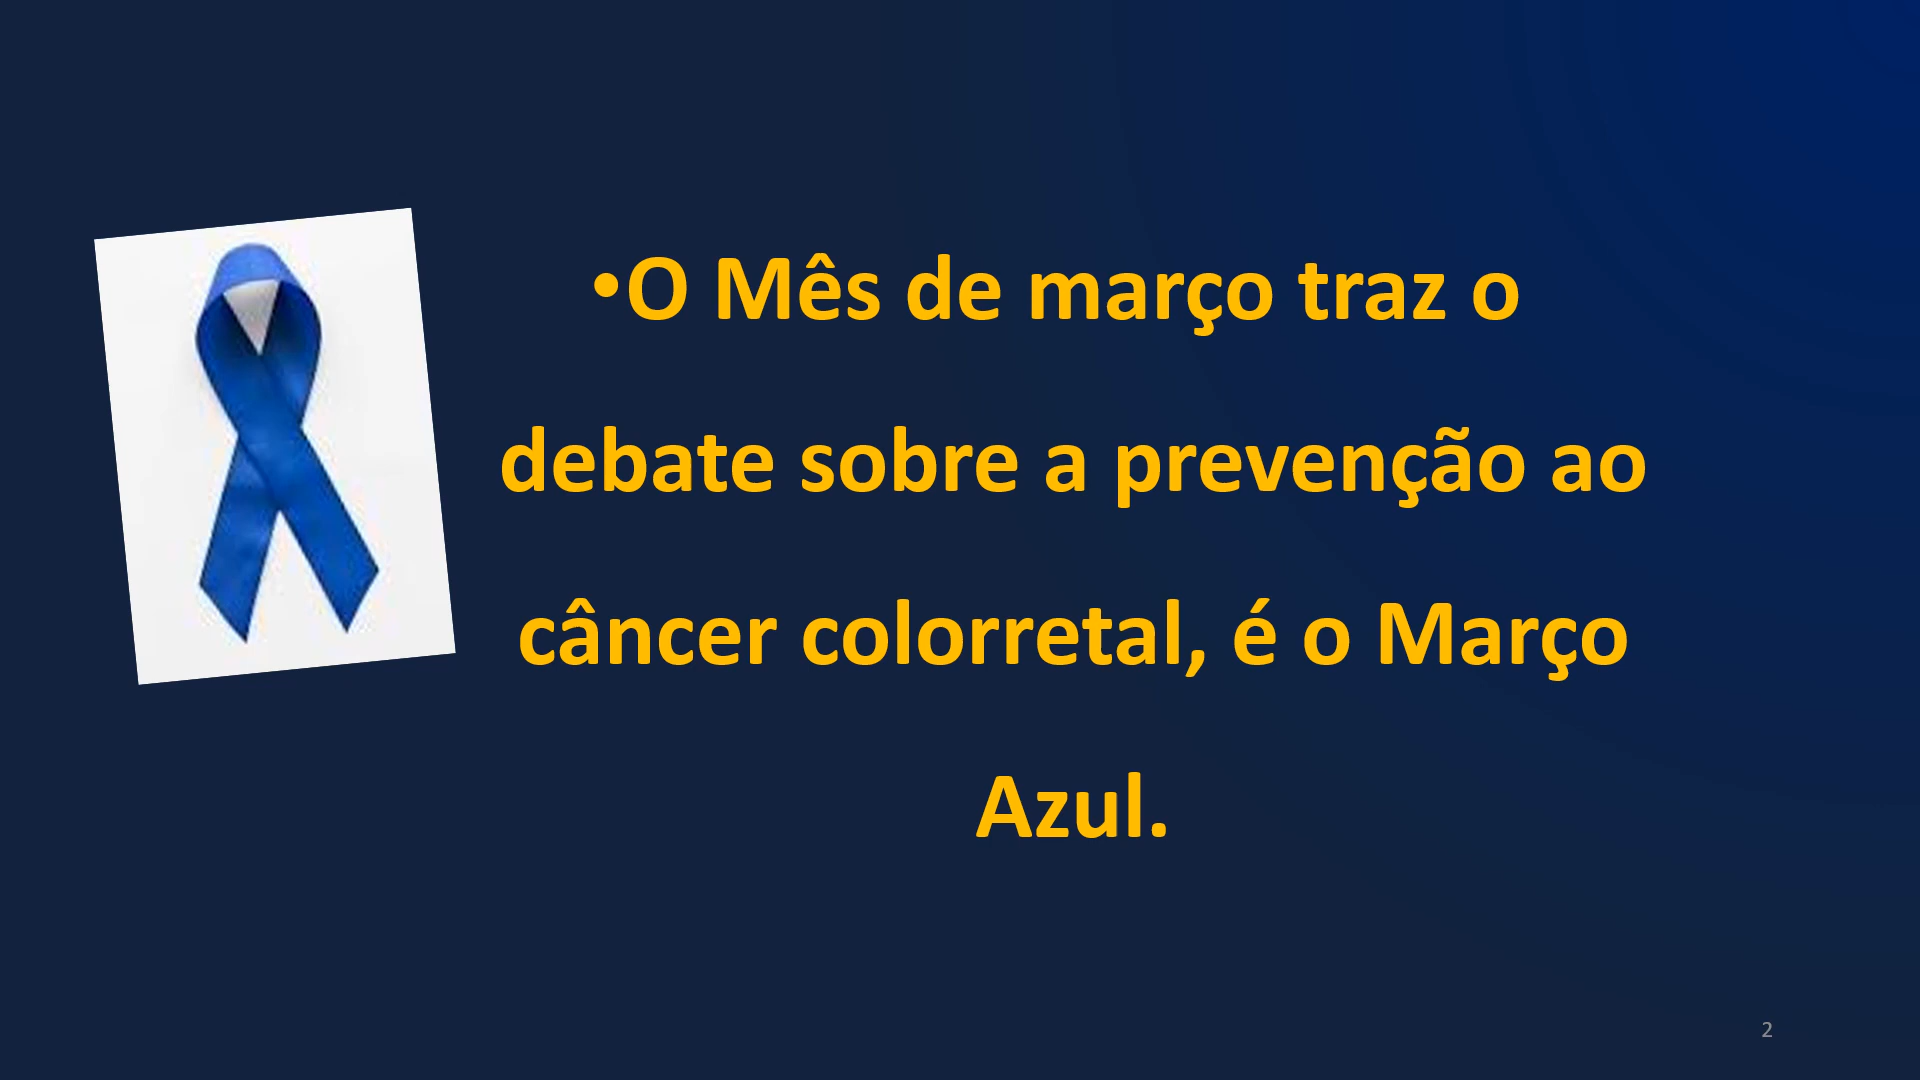 •O Mês de março traz o
debate sobre a prevenção ao
câncer colorretal, é o Março
Azul.
2